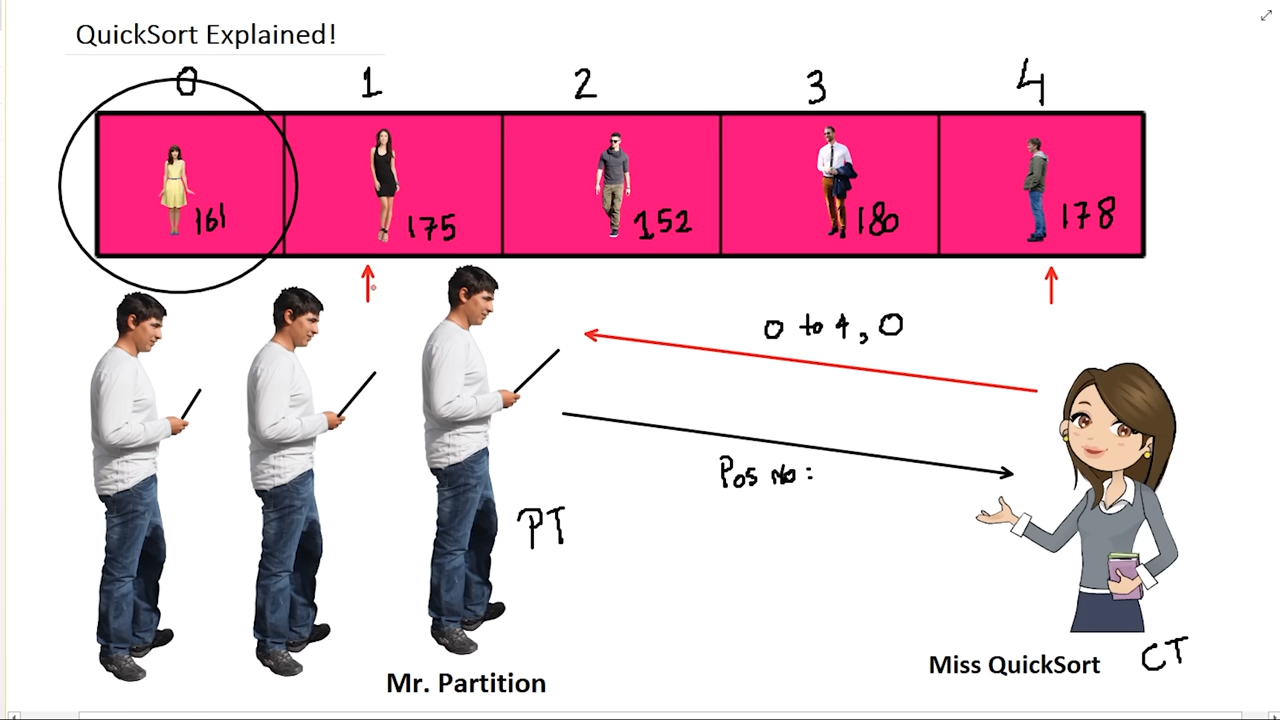 QuickSort Explained!
0 1 2 3 4
161 175 152 180 178
0 to 4, 0
Pos No :
PT
CT
Miss QuickSort
Mr. Partition